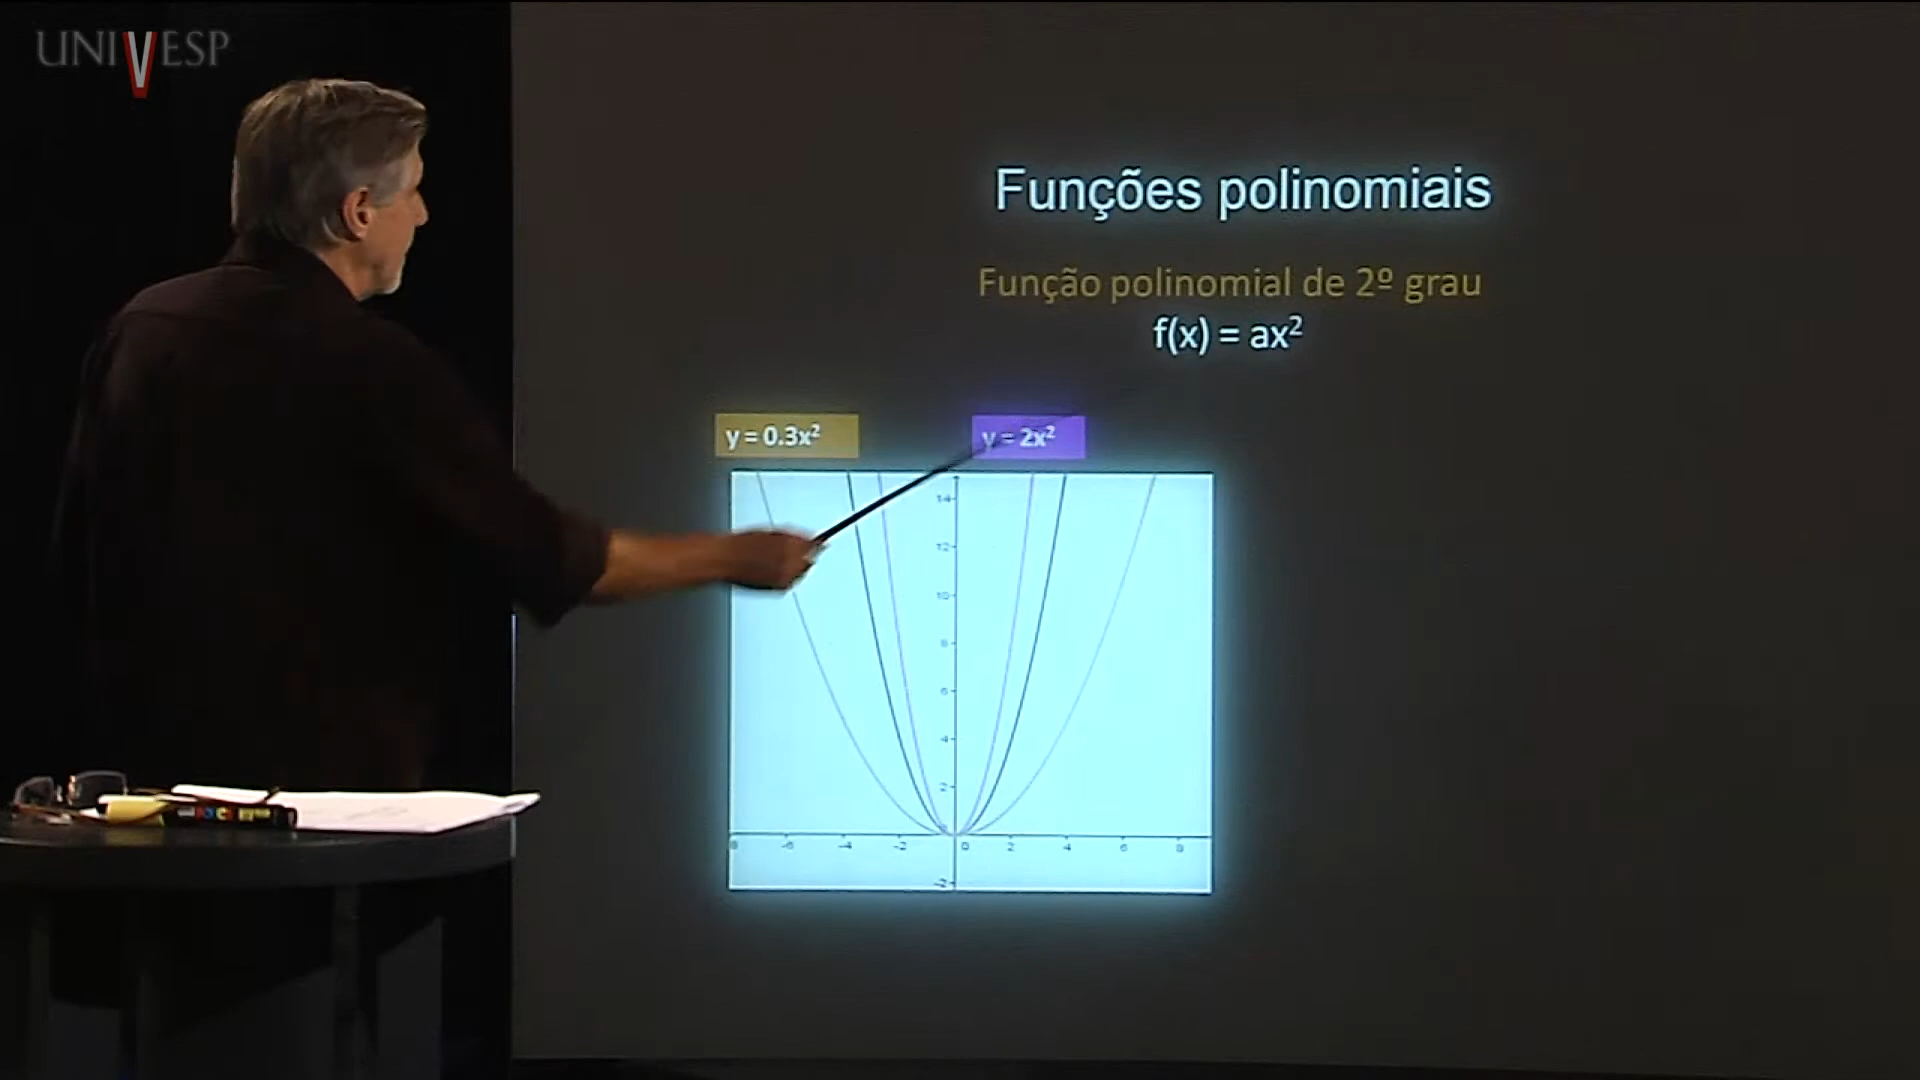 UNIVESP
Funções polinomiais
Função polinomial de 2º grau
f(x) = ax²
y = 0.3x²
y = 2x²
14
12
10
8
6
4
2
8 -6 -4 -2 0 2 4 6 8
-2